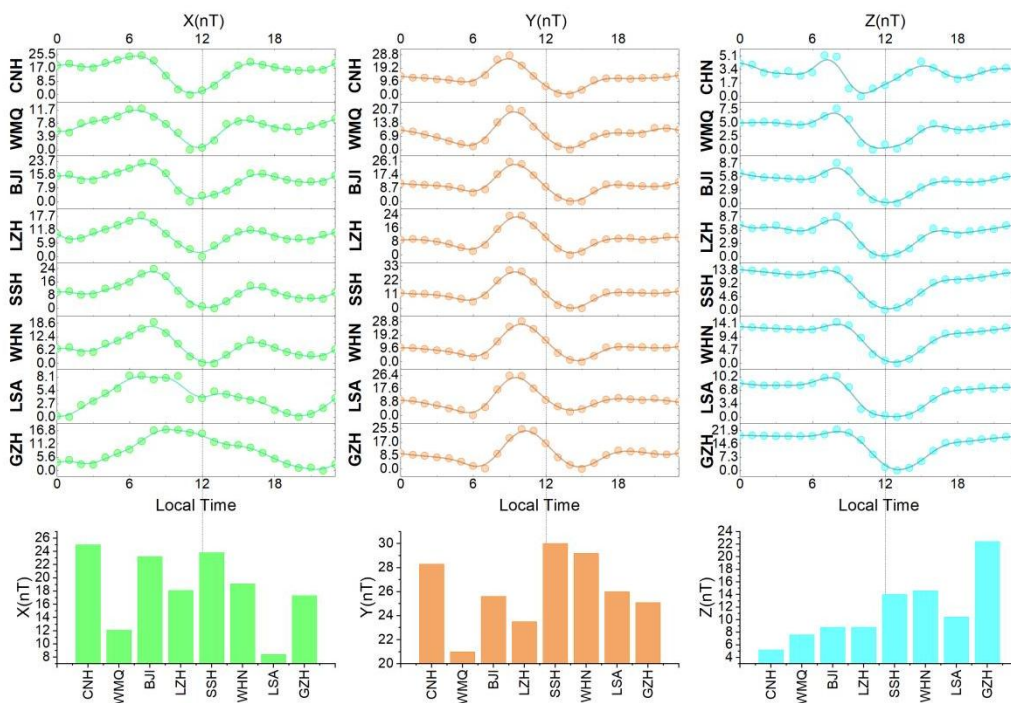 X(nT)
0 6 12 18
CNH 25.5 17.0 8.5 0.0
WMQ 11.7 7.8 3.9 0.0
BJI 23.7 15.8 7.9 0.0
LZH 17.7 11.8 5.9 0.0
SSH 24 16 8 0
WHN 18.6 12.4 6.2 0.0
LSA 8.1 5.4 2.7 0.0
GZH 16.8 11.2 5.6 0.0
0 6 12 18
Local Time
Y(nT)
0 6 12 18
CNH 28.8 19.2 9.6 0.0
WMQ 20.7 13.8 6.9 0.0
BJI 26.1 17.4 8.7 0.0
LZH 24 16 8 0
SSH 33 22 11 0
WHN 28.8 19.2 9.6 0.0
LSA 26.4 17.6 8.8 0.0
GZH 25.5 17.0 8.5 0.0
0 6 12 18
Local Time
Z(nT)
0 6 12 18
CHN 5.1 3.4 1.7 0.0
WMQ 7.5 5.0 2.5 0.0
BJI 8.7 5.8 2.9 0.0
LZH 8.7 5.8 2.9 0.0
SSH 13.8 9.2 4.6 0.0
WHN 14.1 9.4 4.7 0.0
LSA 10.2 6.8 3.4 0.0
GZH 21.9 14.6 7.3 0.0
0 6 12 18
Local Time
X(nT)
26 24 22 20 18 16 14 12 10 8
CNH WMQ BJI LZH SSH WHN LSA GZH
Y(nT)
30 28 26 24 22 20
CNH WMQ BJI LZH SSH WHN LSA GZH
Z(nT)
24 22 20 18 16 14 12 10 8 6 4
CNH WMQ BJI LZH SSH WHN LSA GZH